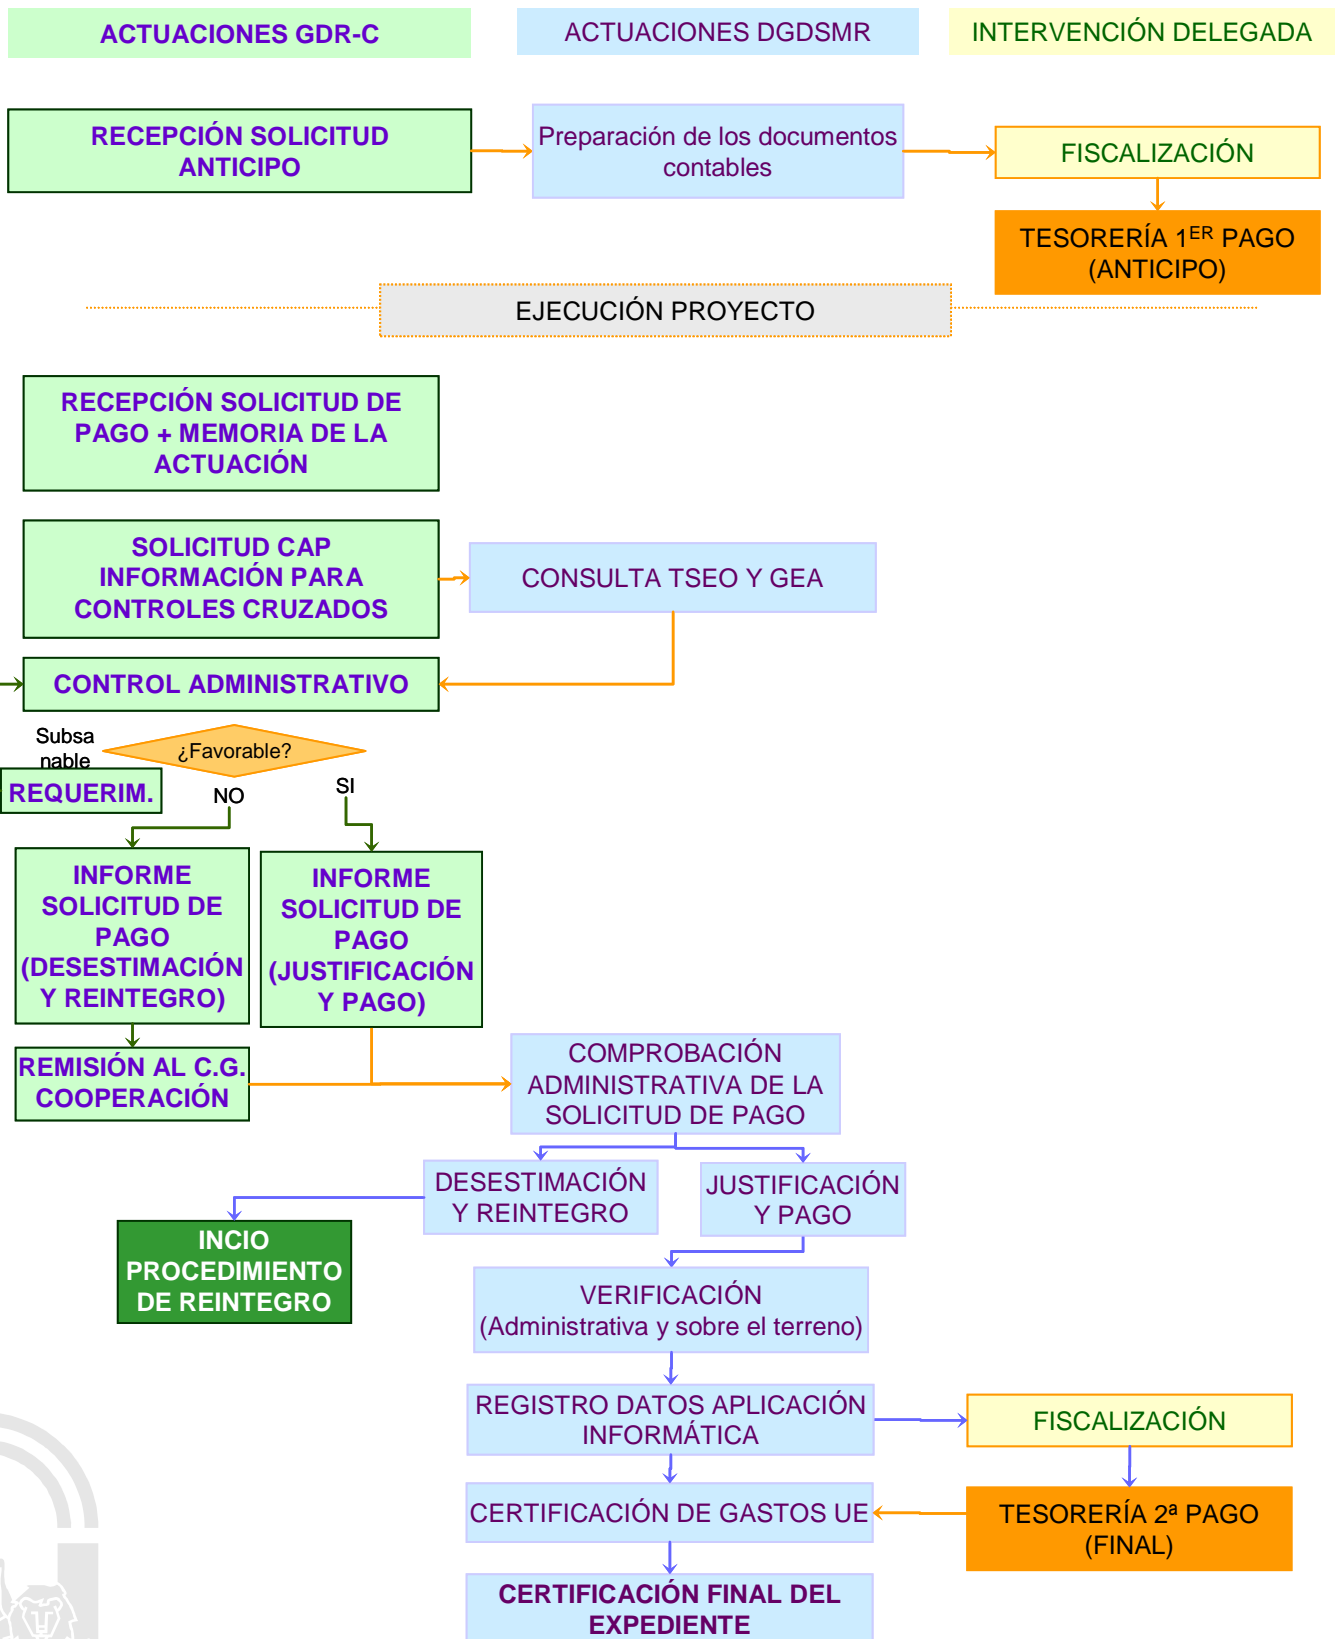 ACTUACIONES GDR-C
ACTUACIONES DGDSMR
INTERVENCIÓN DELEGADA
RECEPCIÓN SOLICITUD
ANTICIPO
Preparación de los documentos
contables
FISCALIZACIÓN
TESORERÍA 1ER PAGO
(ANTICIPO)
EJECUCIÓN PROYECTO
RECEPCIÓN SOLICITUD DE
PAGO + MEMORIA DE LA
ACTUACIÓN
SOLICITUD CAP
INFORMACIÓN PARA
CONTROLES CRUZADOS
CONSULTA TSEO Y GEA
CONTROL ADMINISTRATIVO
Subsa
nable
¿Favorable?
REQUERIM.
NO
SI
INFORME
SOLICITUD DE
PAGO
(DESESTIMACIÓN
Y REINTEGRO)
INFORME
SOLICITUD DE
PAGO
(JUSTIFICACIÓN
Y PAGO)
REMISIÓN AL C.G.
COOPERACIÓN
COMPROBACIÓN
ADMINISTRATIVA DE LA
SOLICITUD DE PAGO
DESESTIMACIÓN
Y REINTEGRO
JUSTIFICACIÓN
Y PAGO
INCIO
PROCEDIMIENTO
DE REINTEGRO
VERIFICACIÓN
(Administrativa y sobre el terreno)
REGISTRO DATOS APLICACIÓN
INFORMÁTICA
FISCALIZACIÓN
CERTIFICACIÓN DE GASTOS UE
TESORERÍA 2ª PAGO
(FINAL)
CERTIFICACIÓN FINAL DEL
EXPEDIENTE